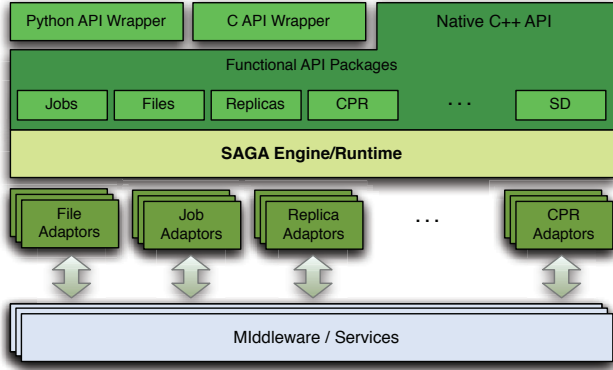 Python API Wrapper
C API Wrapper
Native C++ API
Functional API Packages
Jobs
Files
Replicas
CPR
...
SD
SAGA Engine/Runtime
File
Adaptors
Job
Adaptors
Replica
Adaptors
...
CPR
Adaptors
MIddleware / Services